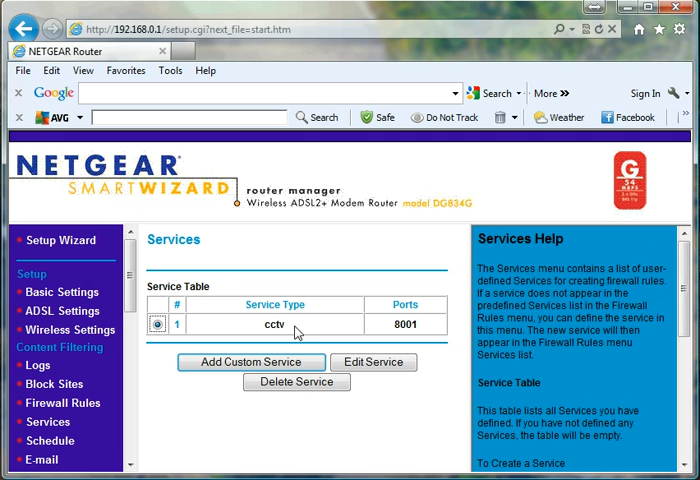 http://192.168.0.1/setup.cgi?next_file=start.htm
NETGEAR Router
File Edit View Favorites Tools Help
Google Search More Sign In
AVG Search Safe Do Not Track Weather Facebook
NETGEAR®
SMARTWIZARD router manager
Wireless ADSL2+ Modem Router model DG834G
G
54
Setup Wizard
Setup
Basic Settings
ADSL Settings
Wireless Settings
Content Filtering
Logs
Block Sites
Firewall Rules
Services
Schedule
E-mail
Services
Service Table
# Service Type Ports
1 cctv 8001
Add Custom Service Edit Service
Delete Service
Services Help
The Services menu contains a list of user-
defined Services for creating firewall rules.
If a service does not appear in the
predefined Services list in the Firewall
Rules menu, you can define the service in
this menu. The new service will then
appear in the Firewall Rules menu
Services list.
Service Table
This table lists all Services you have
defined. If you have not defined any
Services, the table will be empty.
To Create a Service